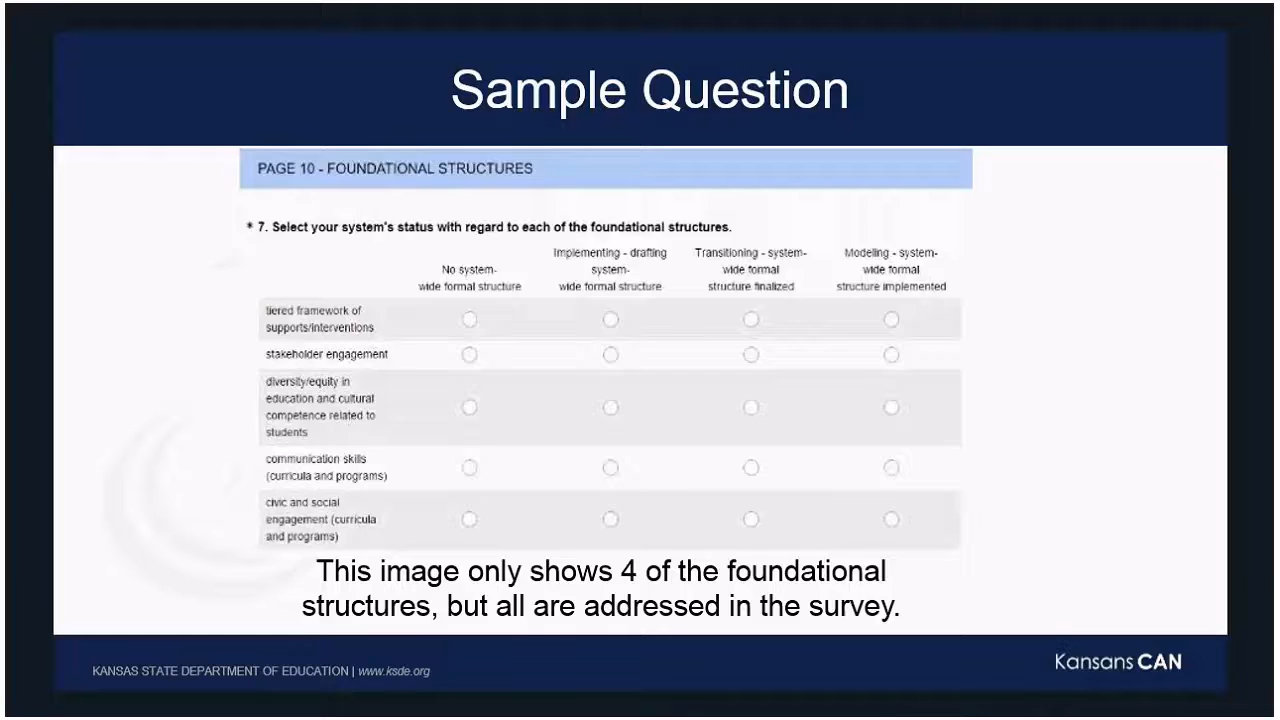 Sample Question
PAGE 10 - FOUNDATIONAL STRUCTURES
* 7. Select your system's status with regard to each of the foundational structures.
No system-
wide formal structure
Implementing - drafting
system-
wide formal structure
Transitioning - system-
wide formal
structure finalized
Modeling - system-
wide formal
structure implemented
tiered framework of
supports/interventions
stakeholder engagement
diversity/equity in
education and cultural
competence related to
students
communication skills
(curricula and programs)
civic and social
engagement (curricula
and programs)
This image only shows 4 of the foundational
structures, but all are addressed in the survey.
KANSAS STATE DEPARTMENT OF EDUCATION | www.ksde.org
Kansans CAN